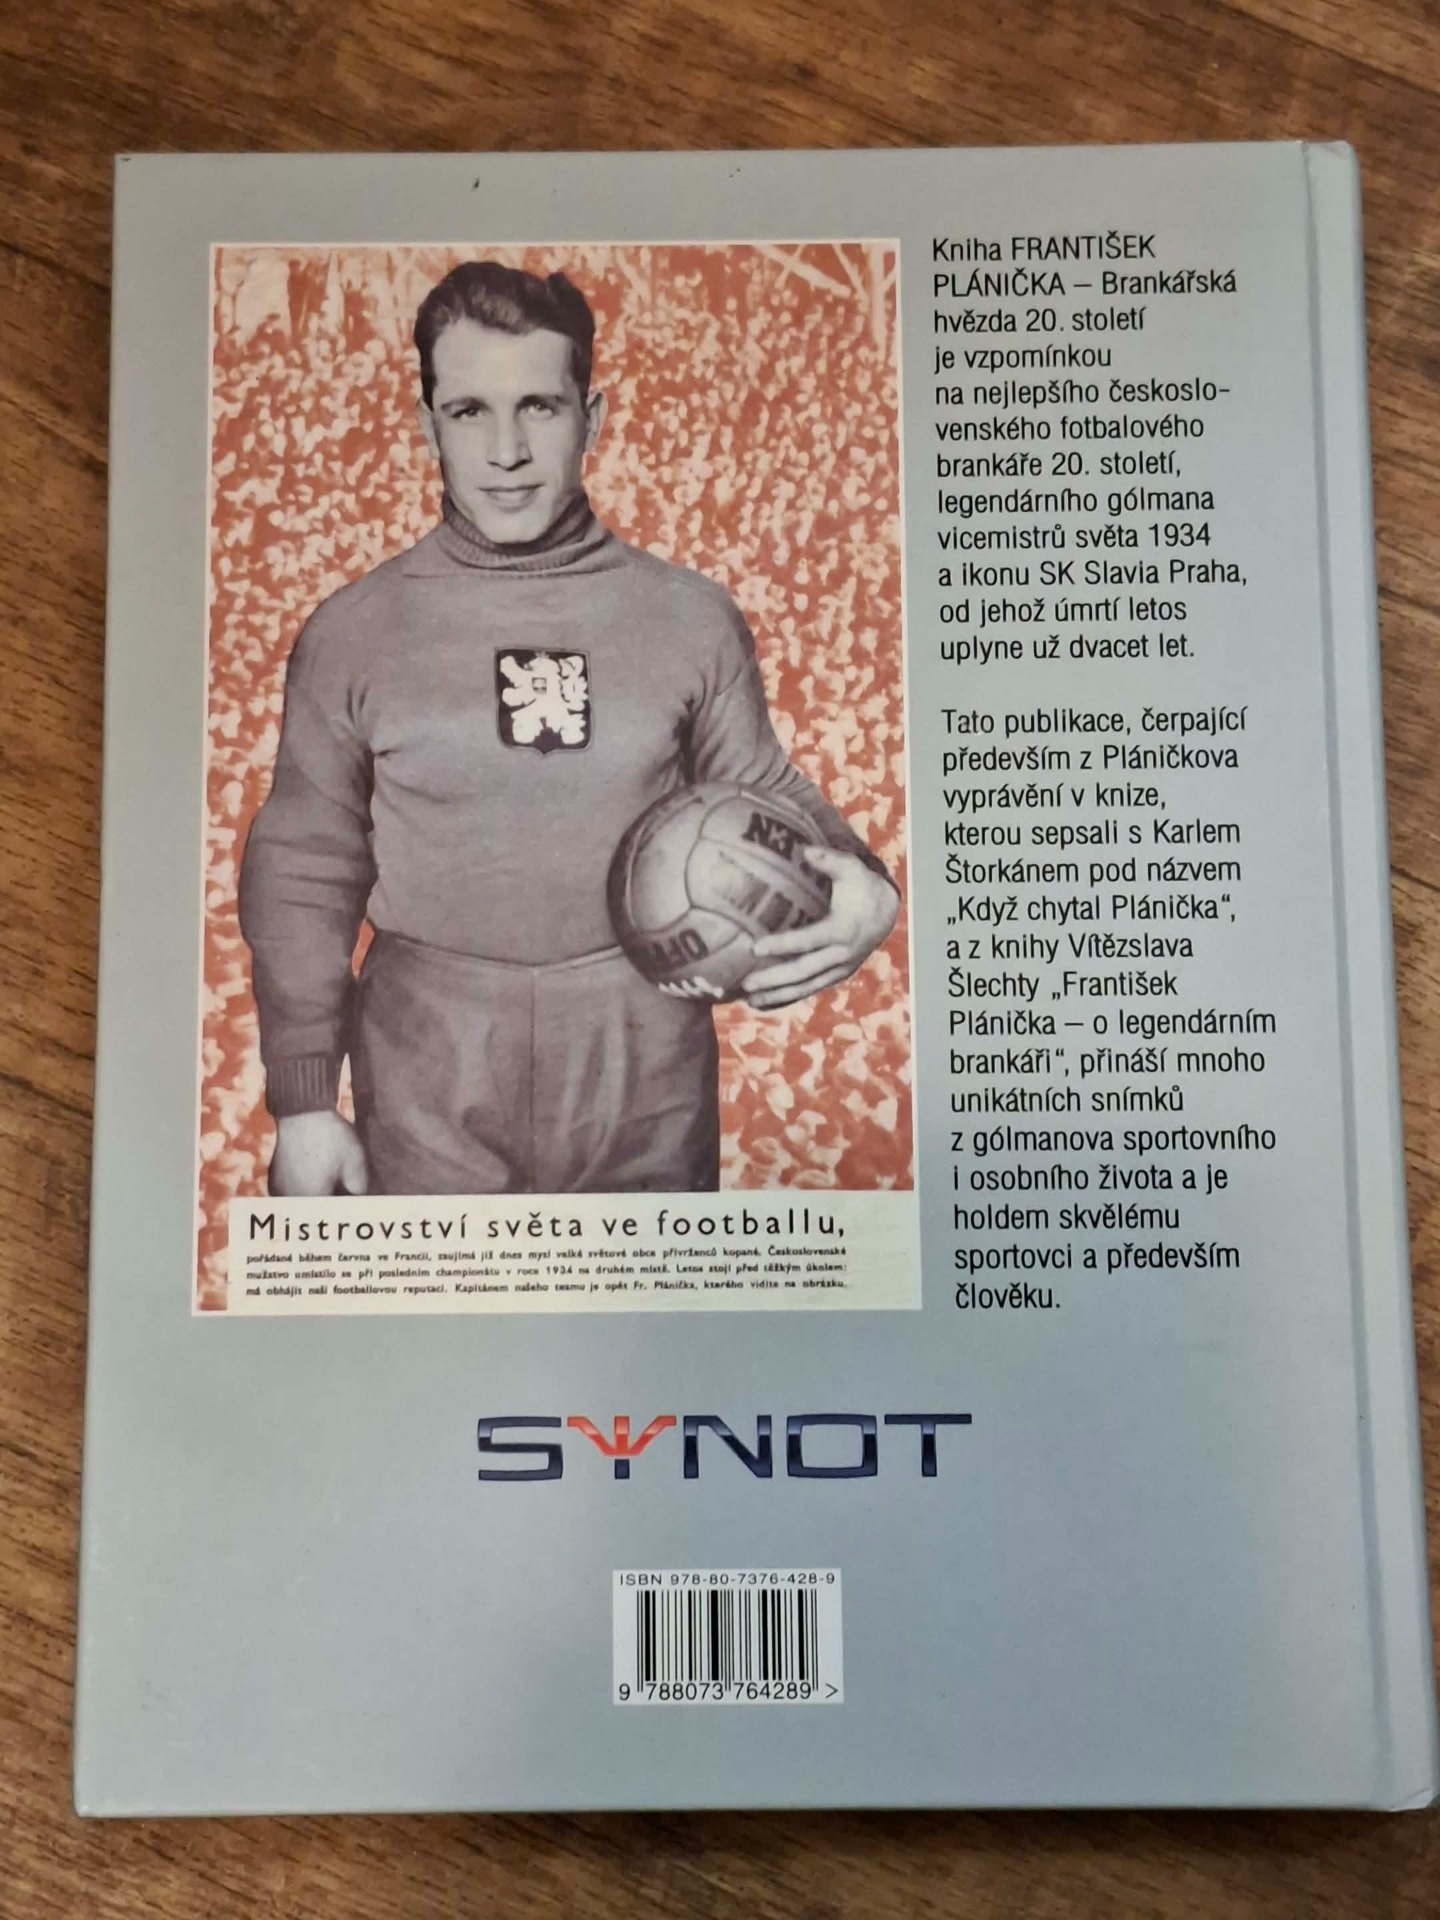 Kniha FRANTIŠEK
PLÁNIČKA – Brankářská
hvězda 20. století
je vzpomínkou
na nejlepšího českoslo-
venského fotbalového
brankáře 20. století,
legendárního gólmana
vicemistrů světa 1934
a ikonu SK Slavia Praha,
od jehož úmrtí letos
uplyne už dvacet let.
Tato publikace, čerpající
především z Pláničkova
vyprávění v knize,
kterou sepsali s Karlem
Štorkánem pod názvem
„Když chytal Plánička“,
a z knihy Vítězslava
Šlechty „František
Plánička – o legendárním
brankáři“, přináší mnoho
unikátních snímků
z gólmanova sportovního
i osobního života a je
holdem skvělému
sportovci a především
člověku.
Mistrovství světa ve footballu,
pořádané během června ve Francii, zaujímá již dnes mysl velké světové obce přívrženců kopané. Československé
mužstvo umístilo se při posledním championátu v roce 1934 na druhém místě. Letos stojí před těžkým úkolem:
má obhájit naši footballovou reputaci. Kapitánem našeho teamu je opět Fr. Plánička, kterého vidíte na obrázku.
SYNOT
ISBN 978-80-7376-428-9
9 788073 764289 >